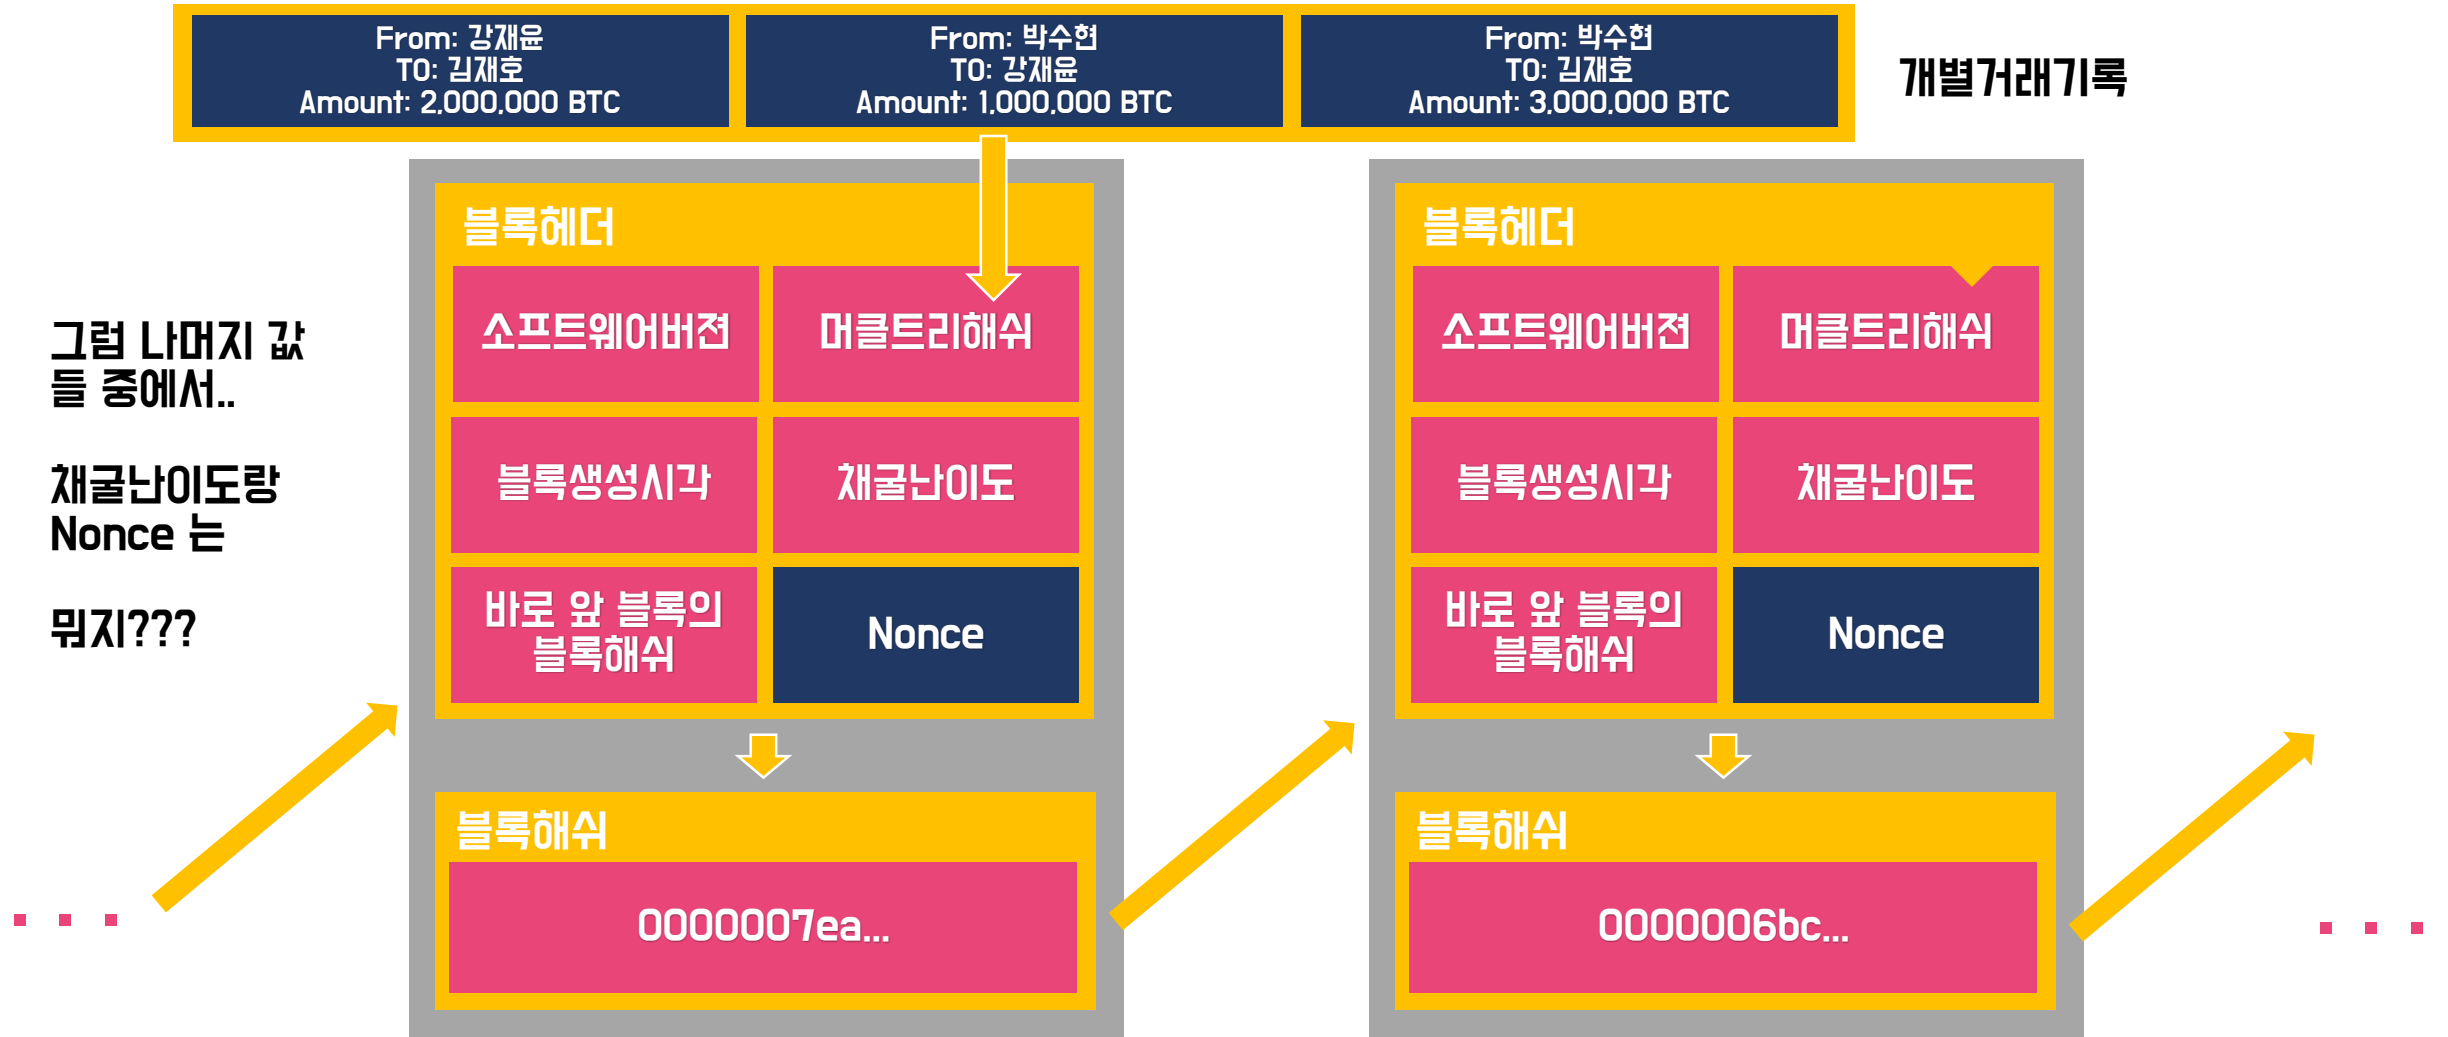 From: 강재윤
TO: 김재호
Amount: 2,000,000 BTC
From: 박수현
TO: 강재윤
Amount: 1,000,000 BTC
From: 박수현
TO: 김재호
Amount: 3,000,000 BTC
개별거래기록
그럼 나머지 값
들 중에서..
채굴난이도랑
Nonce 는
뭐지???
블록헤더
소프트웨어버젼
머클트리해쉬
블록생성시각
채굴난이도
바로 앞 블록의
블록해쉬
Nonce
블록해쉬
0000007ea...
블록헤더
소프트웨어버젼
머클트리해쉬
블록생성시각
채굴난이도
바로 앞 블록의
블록해쉬
Nonce
블록해쉬
0000006bc...